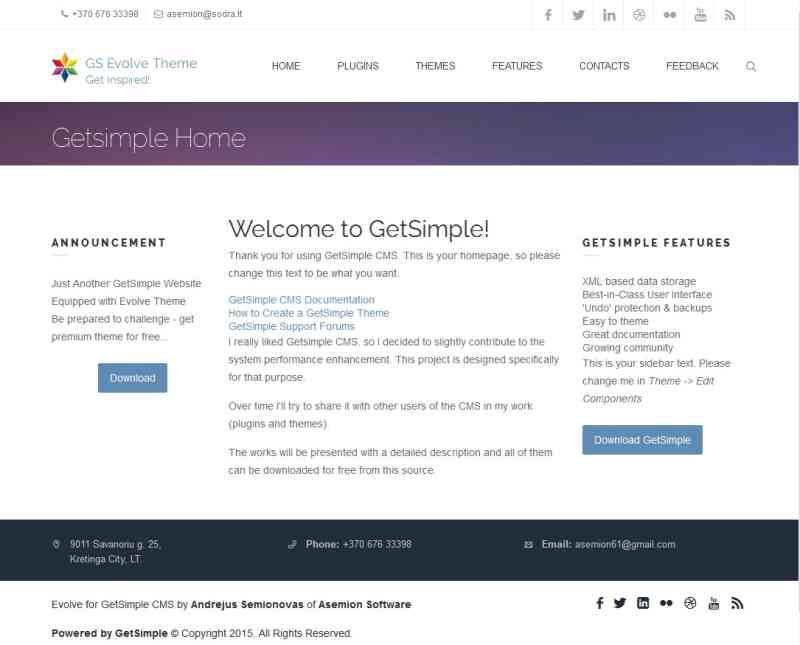 +370 676 33398 asemion@sodra.lt
GS Evolve Theme
Get Inspired!
HOME PLUGINS THEMES FEATURES CONTACTS FEEDBACK
Getsimple Home
ANNOUNCEMENT
Just Another GetSimple Website
Equipped with Evolve Theme
Be prepared to challenge - get
premium theme for free...
Download
Welcome to GetSimple!
Thank you for using GetSimple CMS. This is your homepage, so please
change this text to be what you want.
GetSimple CMS Documentation
How to Create a GetSimple Theme
GetSimple Support Forums
I really liked Getsimple CMS, so I decided to slightly contribute to the
system performance enhancement. This project is designed specifically
for that purpose.
Over time I'll try to share it with other users of the CMS in my work
(plugins and themes).
The works will be presented with a detailed description and all of them
can be downloaded for free from this source.
GETSIMPLE FEATURES
XML based data storage
Best-in-Class User Interface
'Undo' protection & backups
Easy to theme
Great documentation
Growing community
This is your sidebar text. Please
change me in Theme -> Edit
Components
Download GetSimple
9011 Savanoriu g. 25,
Kretinga City, LT.
Phone: +370 676 33398
Email: asemion61@gmail.com
Evolve for GetSimple CMS by Andrejus Semionovas of Asemion Software
Powered by GetSimple © Copyright 2015. All Rights Reserved.